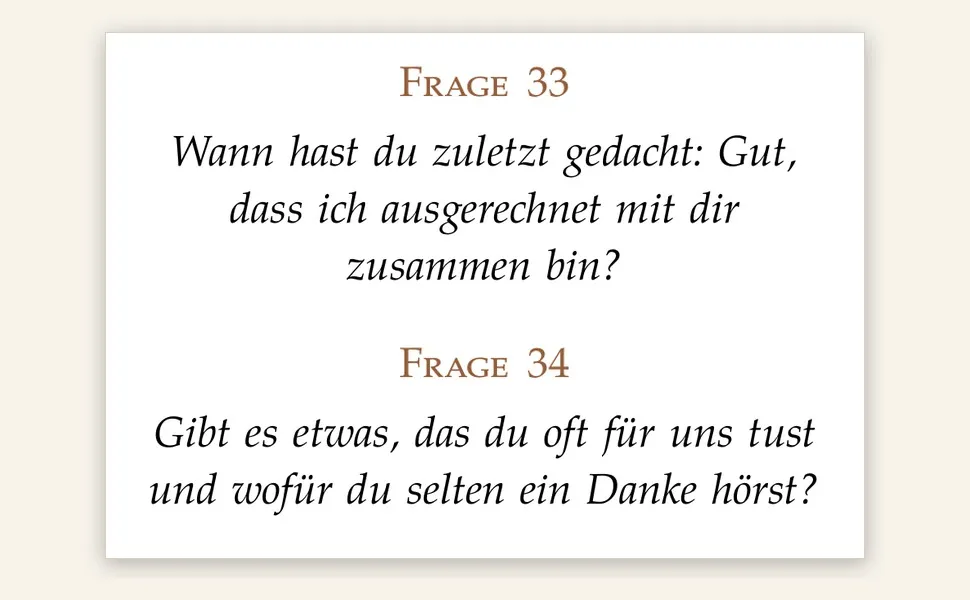 Frage 33
Wann hast du zuletzt gedacht: Gut,
dass ich ausgerechnet mit dir
zusammen bin?
Frage 34
Gibt es etwas, das du oft für uns tust
und wofür du selten ein Danke hörst?